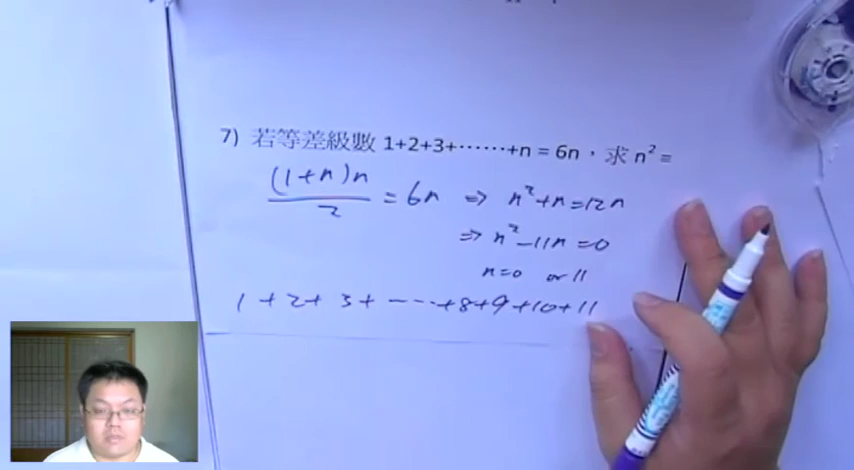 7) 若等差級數 1+2+3+⋯⋯+n = 6n，求 n² =
(1+n)n / 2 = 6n ⇒ n²+n=12n
⇒ n²-11n=0
n=0 or 11
1+2+3+----+8+9+10+11